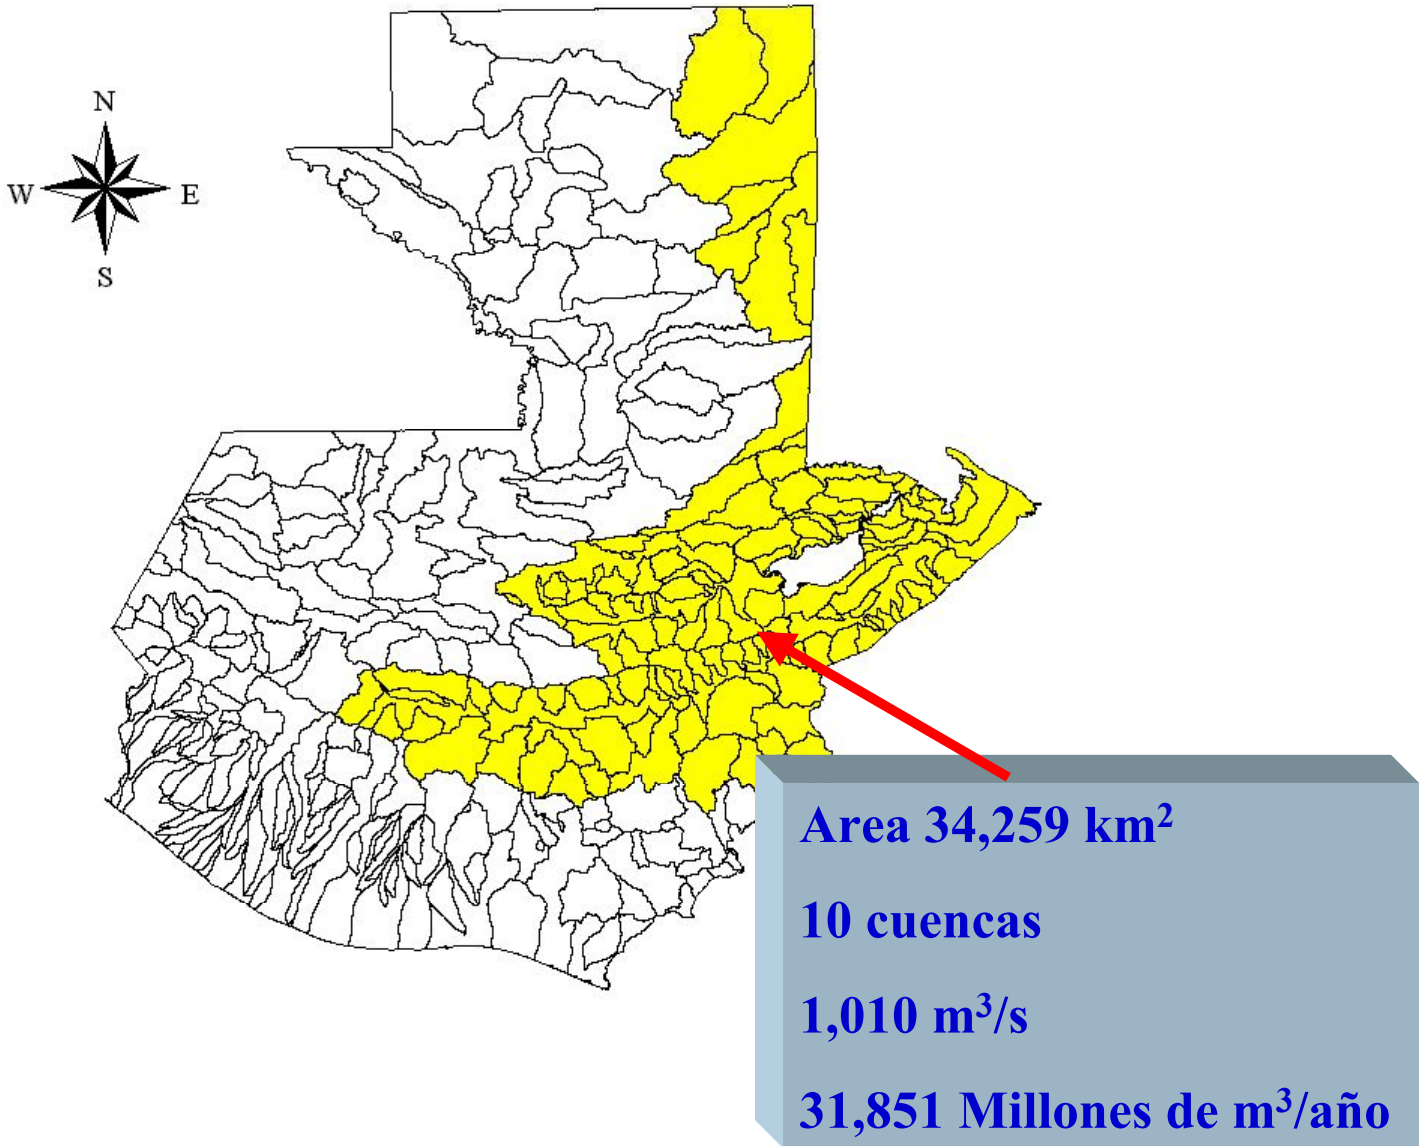 N
W E
S
Area 34,259 km²
10 cuencas
1,010 m³/s
31,851 Millones de m³/año